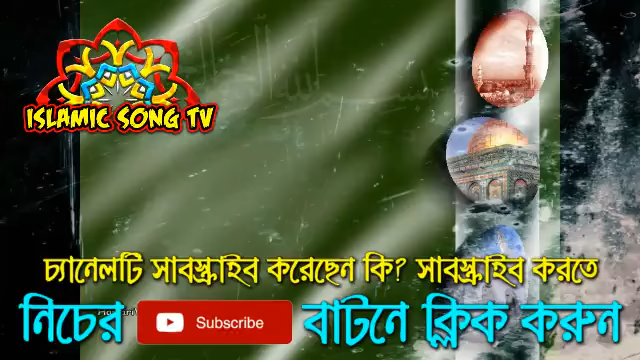 ISLAMIC SONG TV
চ্যানেলটি সাবস্ক্রাইব করেছেন কি? সাবস্ক্রাইব করতে
নিচের Subscribe বাটনে ক্লিক করুন